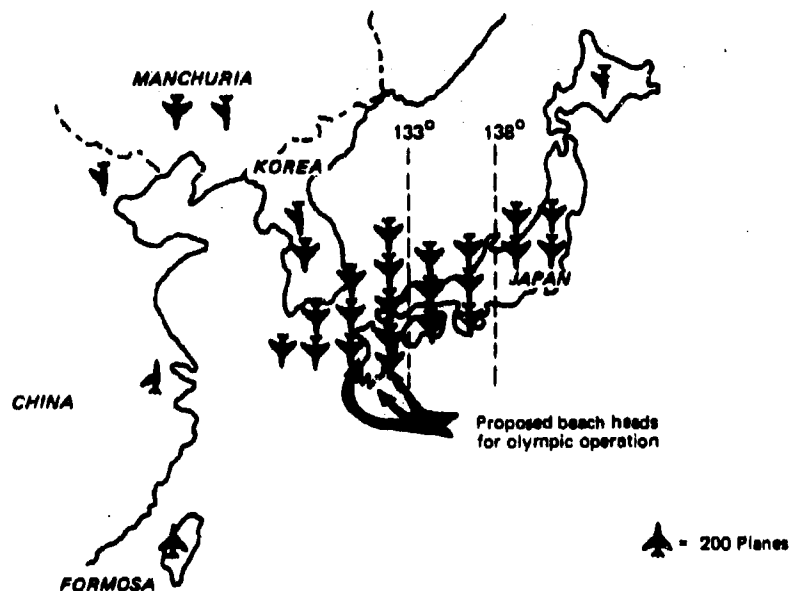 MANCHURIA
133°
138°
KOREA
JAPAN
CHINA
Proposed beach heads
for olympic operation
= 200 Planes
FORMOSA